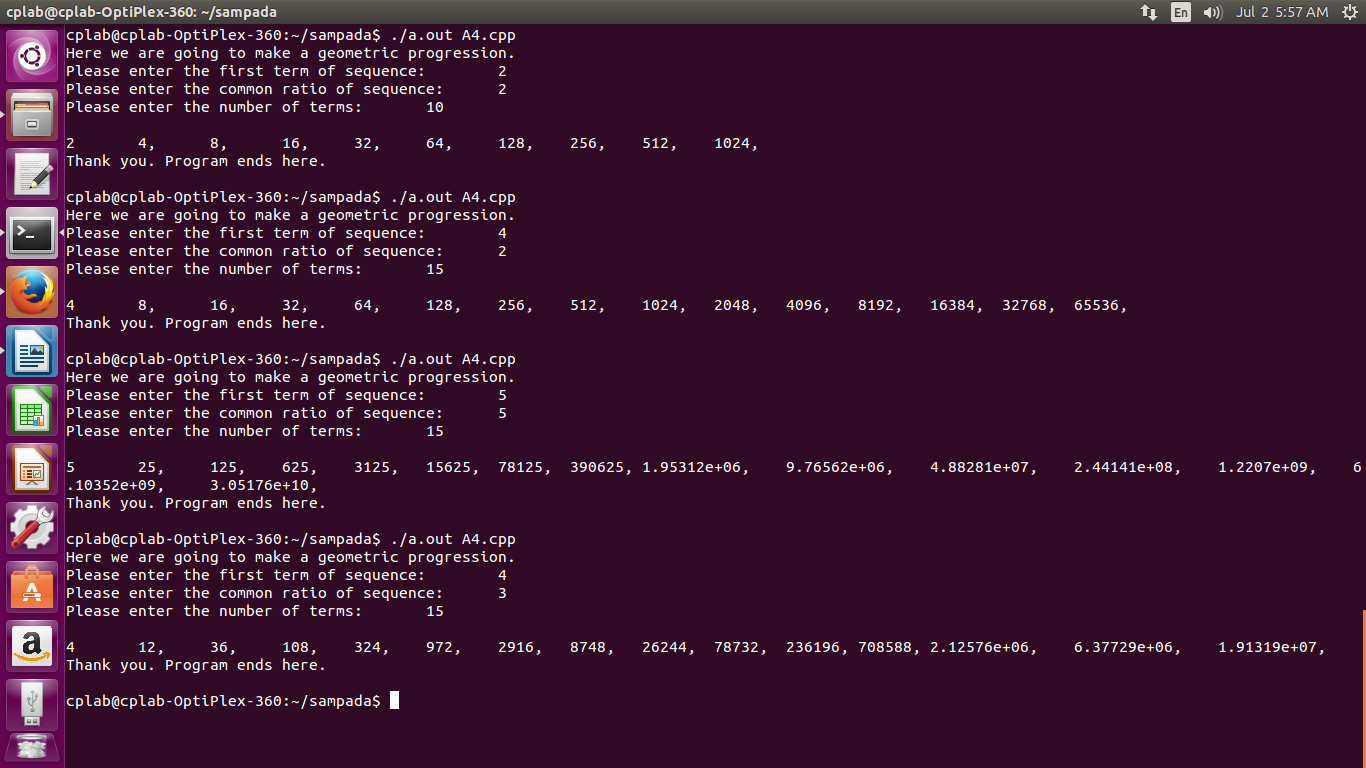 cplab@cplab-OptiPlex-360: ~/sampada En Jul 2 5:57 AM
cplab@cplab-OptiPlex-360:~/sampada$ ./a.out A4.cpp
Here we are going to make a geometric progression.
Please enter the first term of sequence: 2
Please enter the common ratio of sequence: 2
Please enter the number of terms: 10
2 4, 8, 16, 32, 64, 128, 256, 512, 1024,
Thank you. Program ends here.
cplab@cplab-OptiPlex-360:~/sampada$ ./a.out A4.cpp
Here we are going to make a geometric progression.
Please enter the first term of sequence: 4
Please enter the common ratio of sequence: 2
Please enter the number of terms: 15
4 8, 16, 32, 64, 128, 256, 512, 1024, 2048, 4096, 8192, 16384, 32768, 65536,
Thank you. Program ends here.
cplab@cplab-OptiPlex-360:~/sampada$ ./a.out A4.cpp
Here we are going to make a geometric progression.
Please enter the first term of sequence: 5
Please enter the common ratio of sequence: 5
Please enter the number of terms: 15
5 25, 125, 625, 3125, 15625, 78125, 390625, 1.95312e+06, 9.76562e+06, 4.88281e+07, 2.44141e+08, 1.2207e+09, 6
.10352e+09, 3.05176e+10,
Thank you. Program ends here.
cplab@cplab-OptiPlex-360:~/sampada$ ./a.out A4.cpp
Here we are going to make a geometric progression.
Please enter the first term of sequence: 4
Please enter the common ratio of sequence: 3
Please enter the number of terms: 15
4 12, 36, 108, 324, 972, 2916, 8748, 26244, 78732, 236196, 708588, 2.12576e+06, 6.37729e+06, 1.91319e+07,
Thank you. Program ends here.
cplab@cplab-OptiPlex-360:~/sampada$